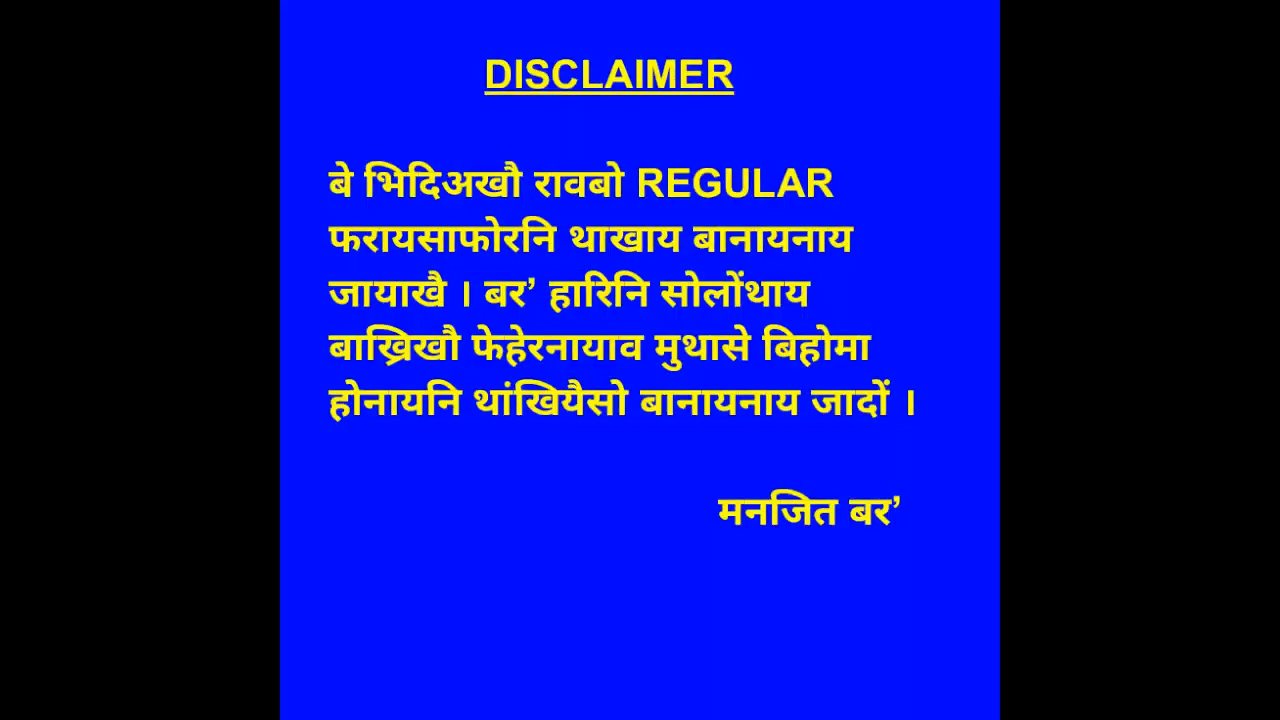 DISCLAIMER
बे भिदिअखौ रावबो REGULAR
फरायसाफोरनि थाखाय बानायनाय
जायाखै । बर’ हारिनि सोलोंथाय
बाख्रिखौ फेहेरनायाव मुथासे बिहोमा
होनायनि थांखियैसो बानायनाय जादों ।
मनजित बर’